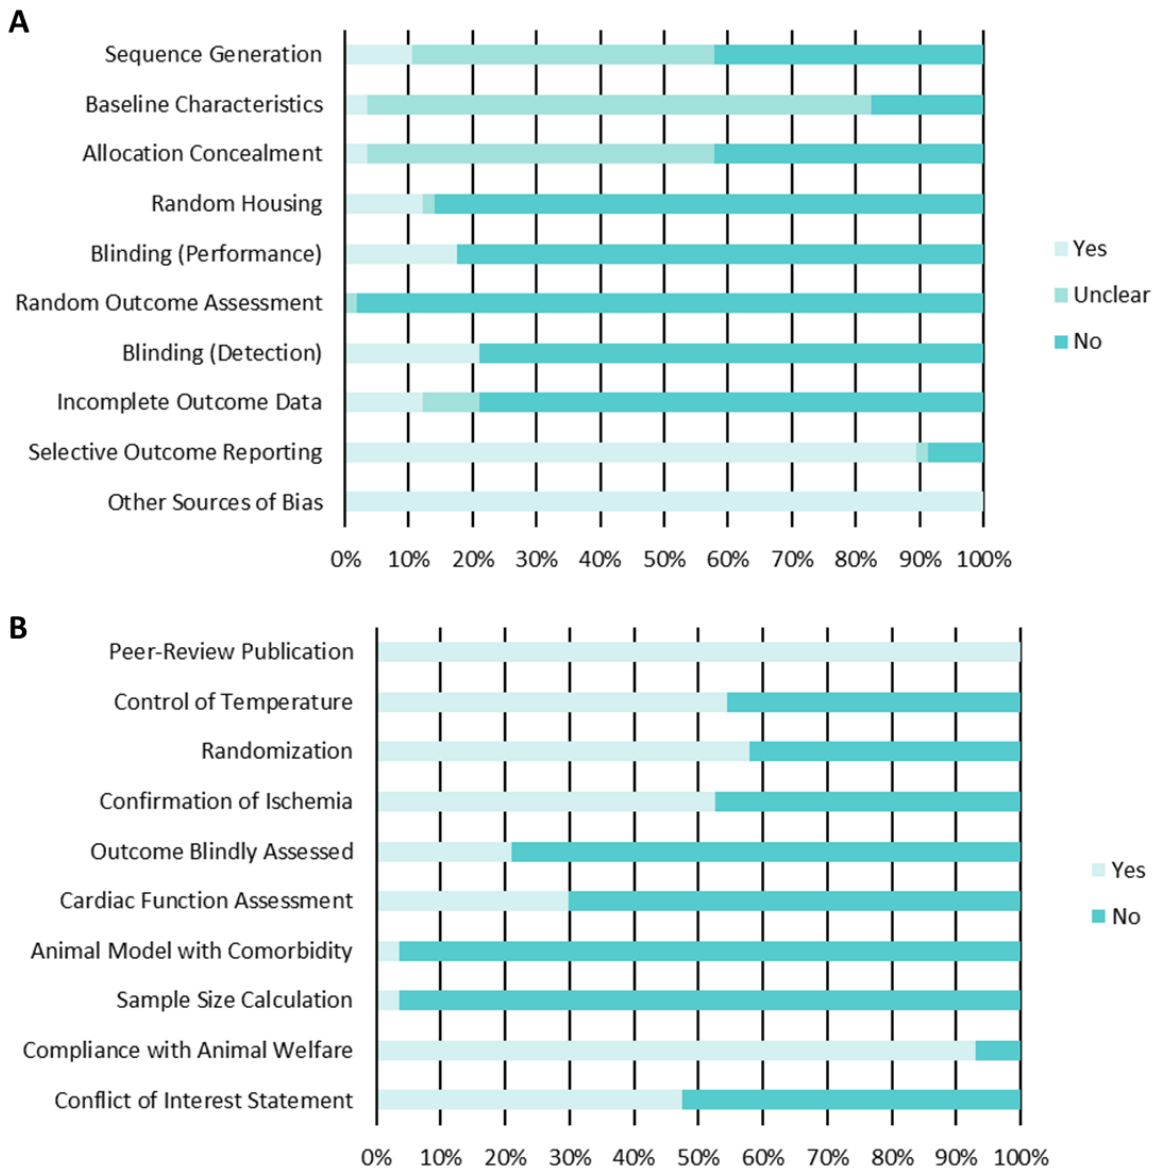 A
Sequence Generation
Baseline Characteristics
Allocation Concealment
Random Housing
Blinding (Performance)
Random Outcome Assessment
Blinding (Detection)
Incomplete Outcome Data
Selective Outcome Reporting
Other Sources of Bias
0% 10% 20% 30% 40% 50% 60% 70% 80% 90% 100%
Yes
Unclear
No
B
Peer-Review Publication
Control of Temperature
Randomization
Confirmation of Ischemia
Outcome Blindly Assessed
Cardiac Function Assessment
Animal Model with Comorbidity
Sample Size Calculation
Compliance with Animal Welfare
Conflict of Interest Statement
0% 10% 20% 30% 40% 50% 60% 70% 80% 90% 100%
Yes
No